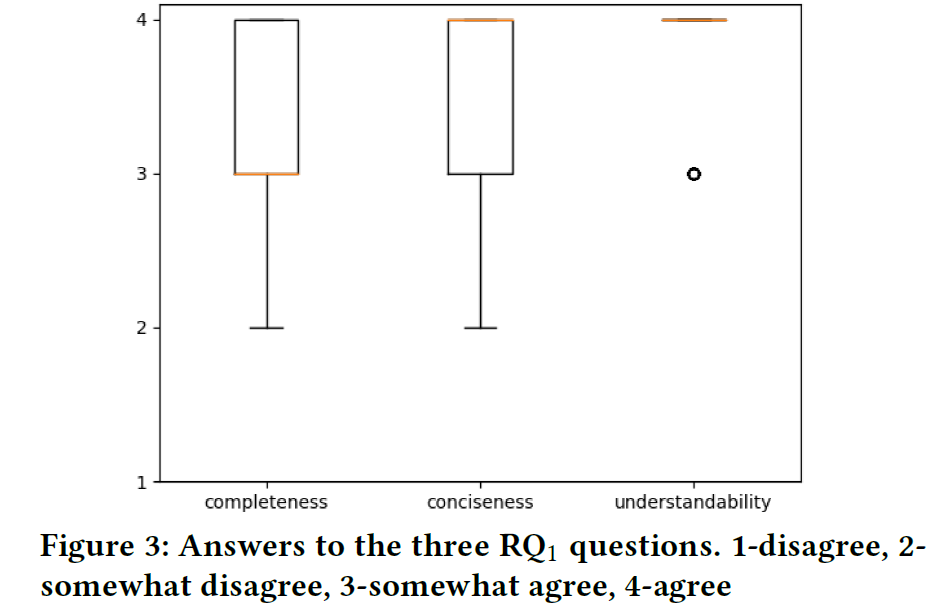 4
3
2
1
completeness conciseness understandability
Figure 3: Answers to the three RQ₁ questions. 1-disagree, 2-
somewhat disagree, 3-somewhat agree, 4-agree